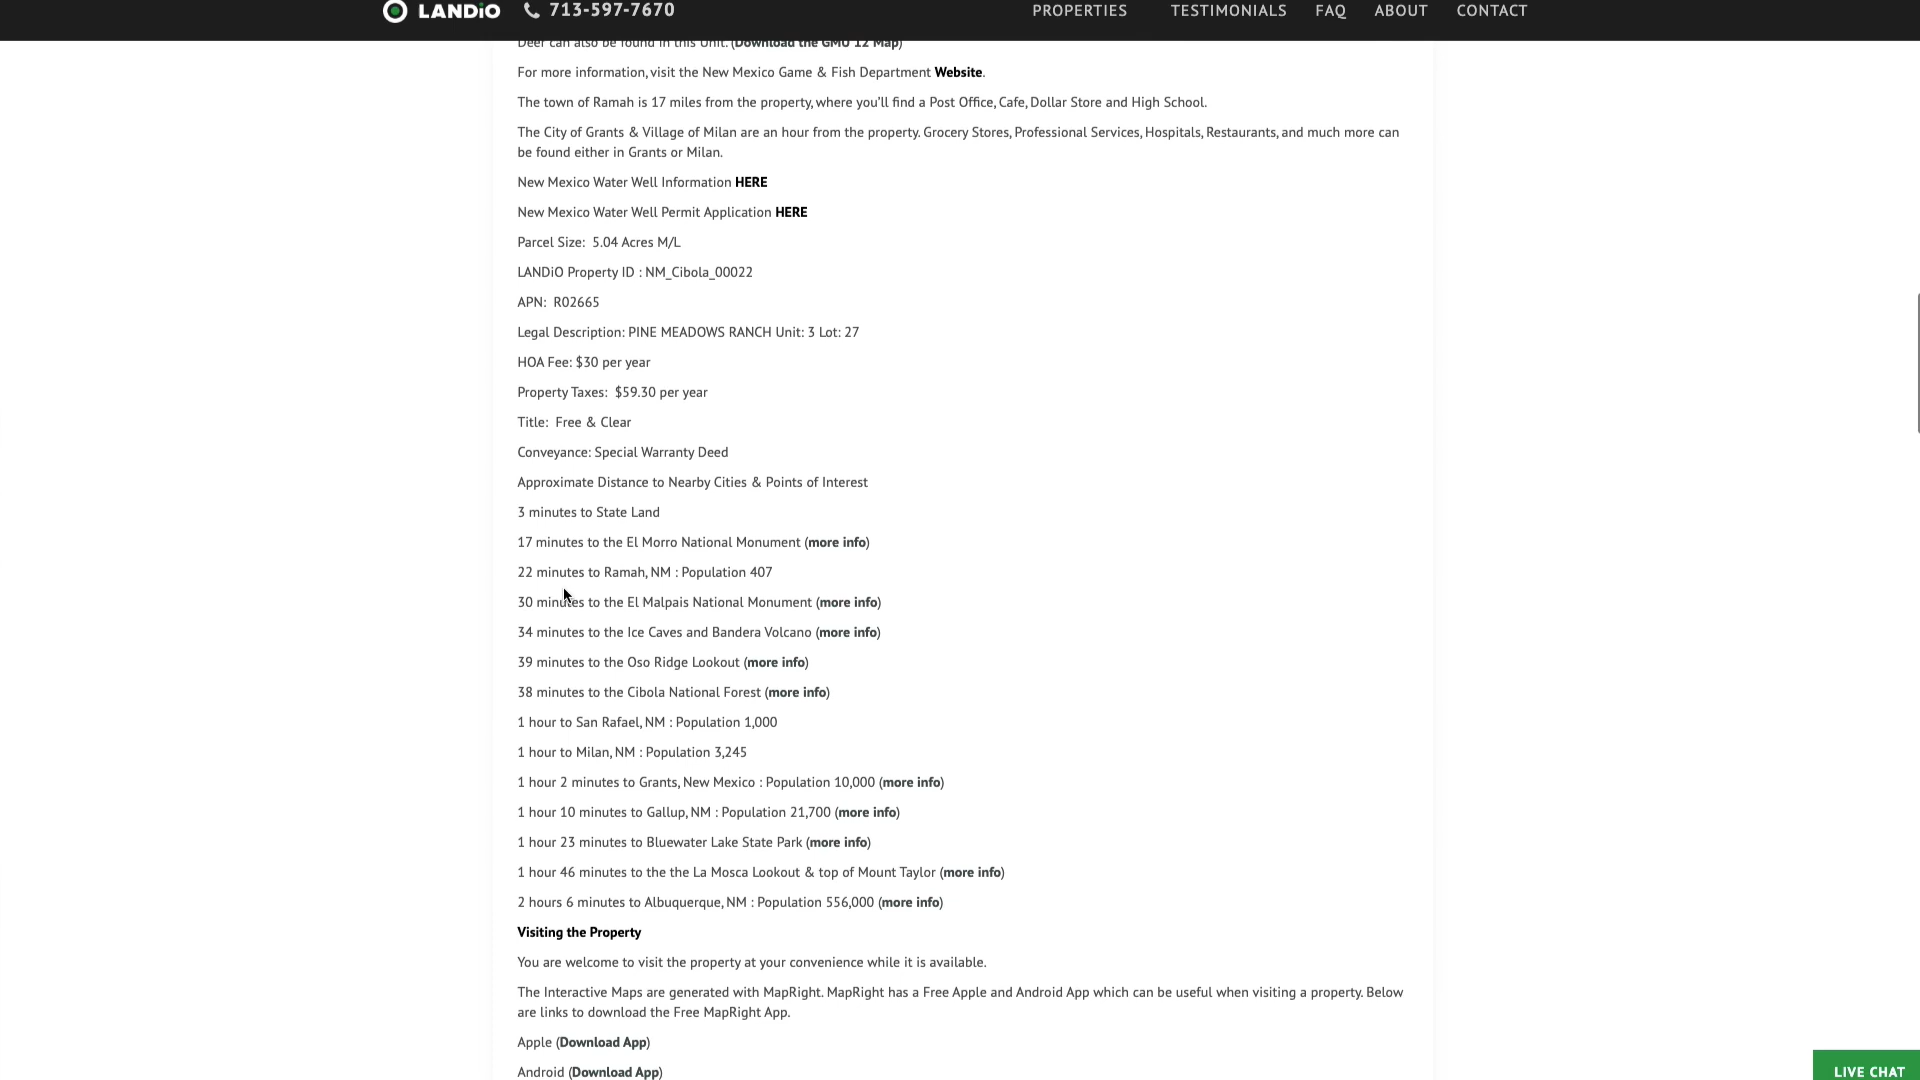 LANDiO
713-597-7670
PROPERTIES
TESTIMONIALS
FAQ
ABOUT
CONTACT
Deer can also be found in this Unit. (Download the GMU 12 Map)
For more information, visit the New Mexico Game & Fish Department Website.
The town of Ramah is 17 miles from the property, where you'll find a Post Office, Cafe, Dollar Store and High School.
The City of Grants & Village of Milan are an hour from the property. Grocery Stores, Professional Services, Hospitals, Restaurants, and much more can
be found either in Grants or Milan.
New Mexico Water Well Information HERE
New Mexico Water Well Permit Application HERE
Parcel Size: 5.04 Acres M/L
LANDiO Property ID : NM_Cibola_00022
APN: R02665
Legal Description: PINE MEADOWS RANCH Unit: 3 Lot: 27
HOA Fee: $30 per year
Property Taxes: $59.30 per year
Title: Free & Clear
Conveyance: Special Warranty Deed
Approximate Distance to Nearby Cities & Points of Interest
3 minutes to State Land
17 minutes to the El Morro National Monument (more info)
22 minutes to Ramah, NM : Population 407
30 minutes to the El Malpais National Monument (more info)
34 minutes to the Ice Caves and Bandera Volcano (more info)
39 minutes to the Oso Ridge Lookout (more info)
38 minutes to the Cibola National Forest (more info)
1 hour to San Rafael, NM : Population 1,000
1 hour to Milan, NM : Population 3,245
1 hour 2 minutes to Grants, New Mexico : Population 10,000 (more info)
1 hour 10 minutes to Gallup, NM : Population 21,700 (more info)
1 hour 23 minutes to Bluewater Lake State Park (more info)
1 hour 46 minutes to the the La Mosca Lookout & top of Mount Taylor (more info)
2 hours 6 minutes to Albuquerque, NM : Population 556,000 (more info)
Visiting the Property
You are welcome to visit the property at your convenience while it is available.
The Interactive Maps are generated with MapRight. MapRight has a Free Apple and Android App which can be useful when visiting a property. Below
are links to download the Free MapRight App.
Apple (Download App)
Android (Download App)
LIVE CHAT